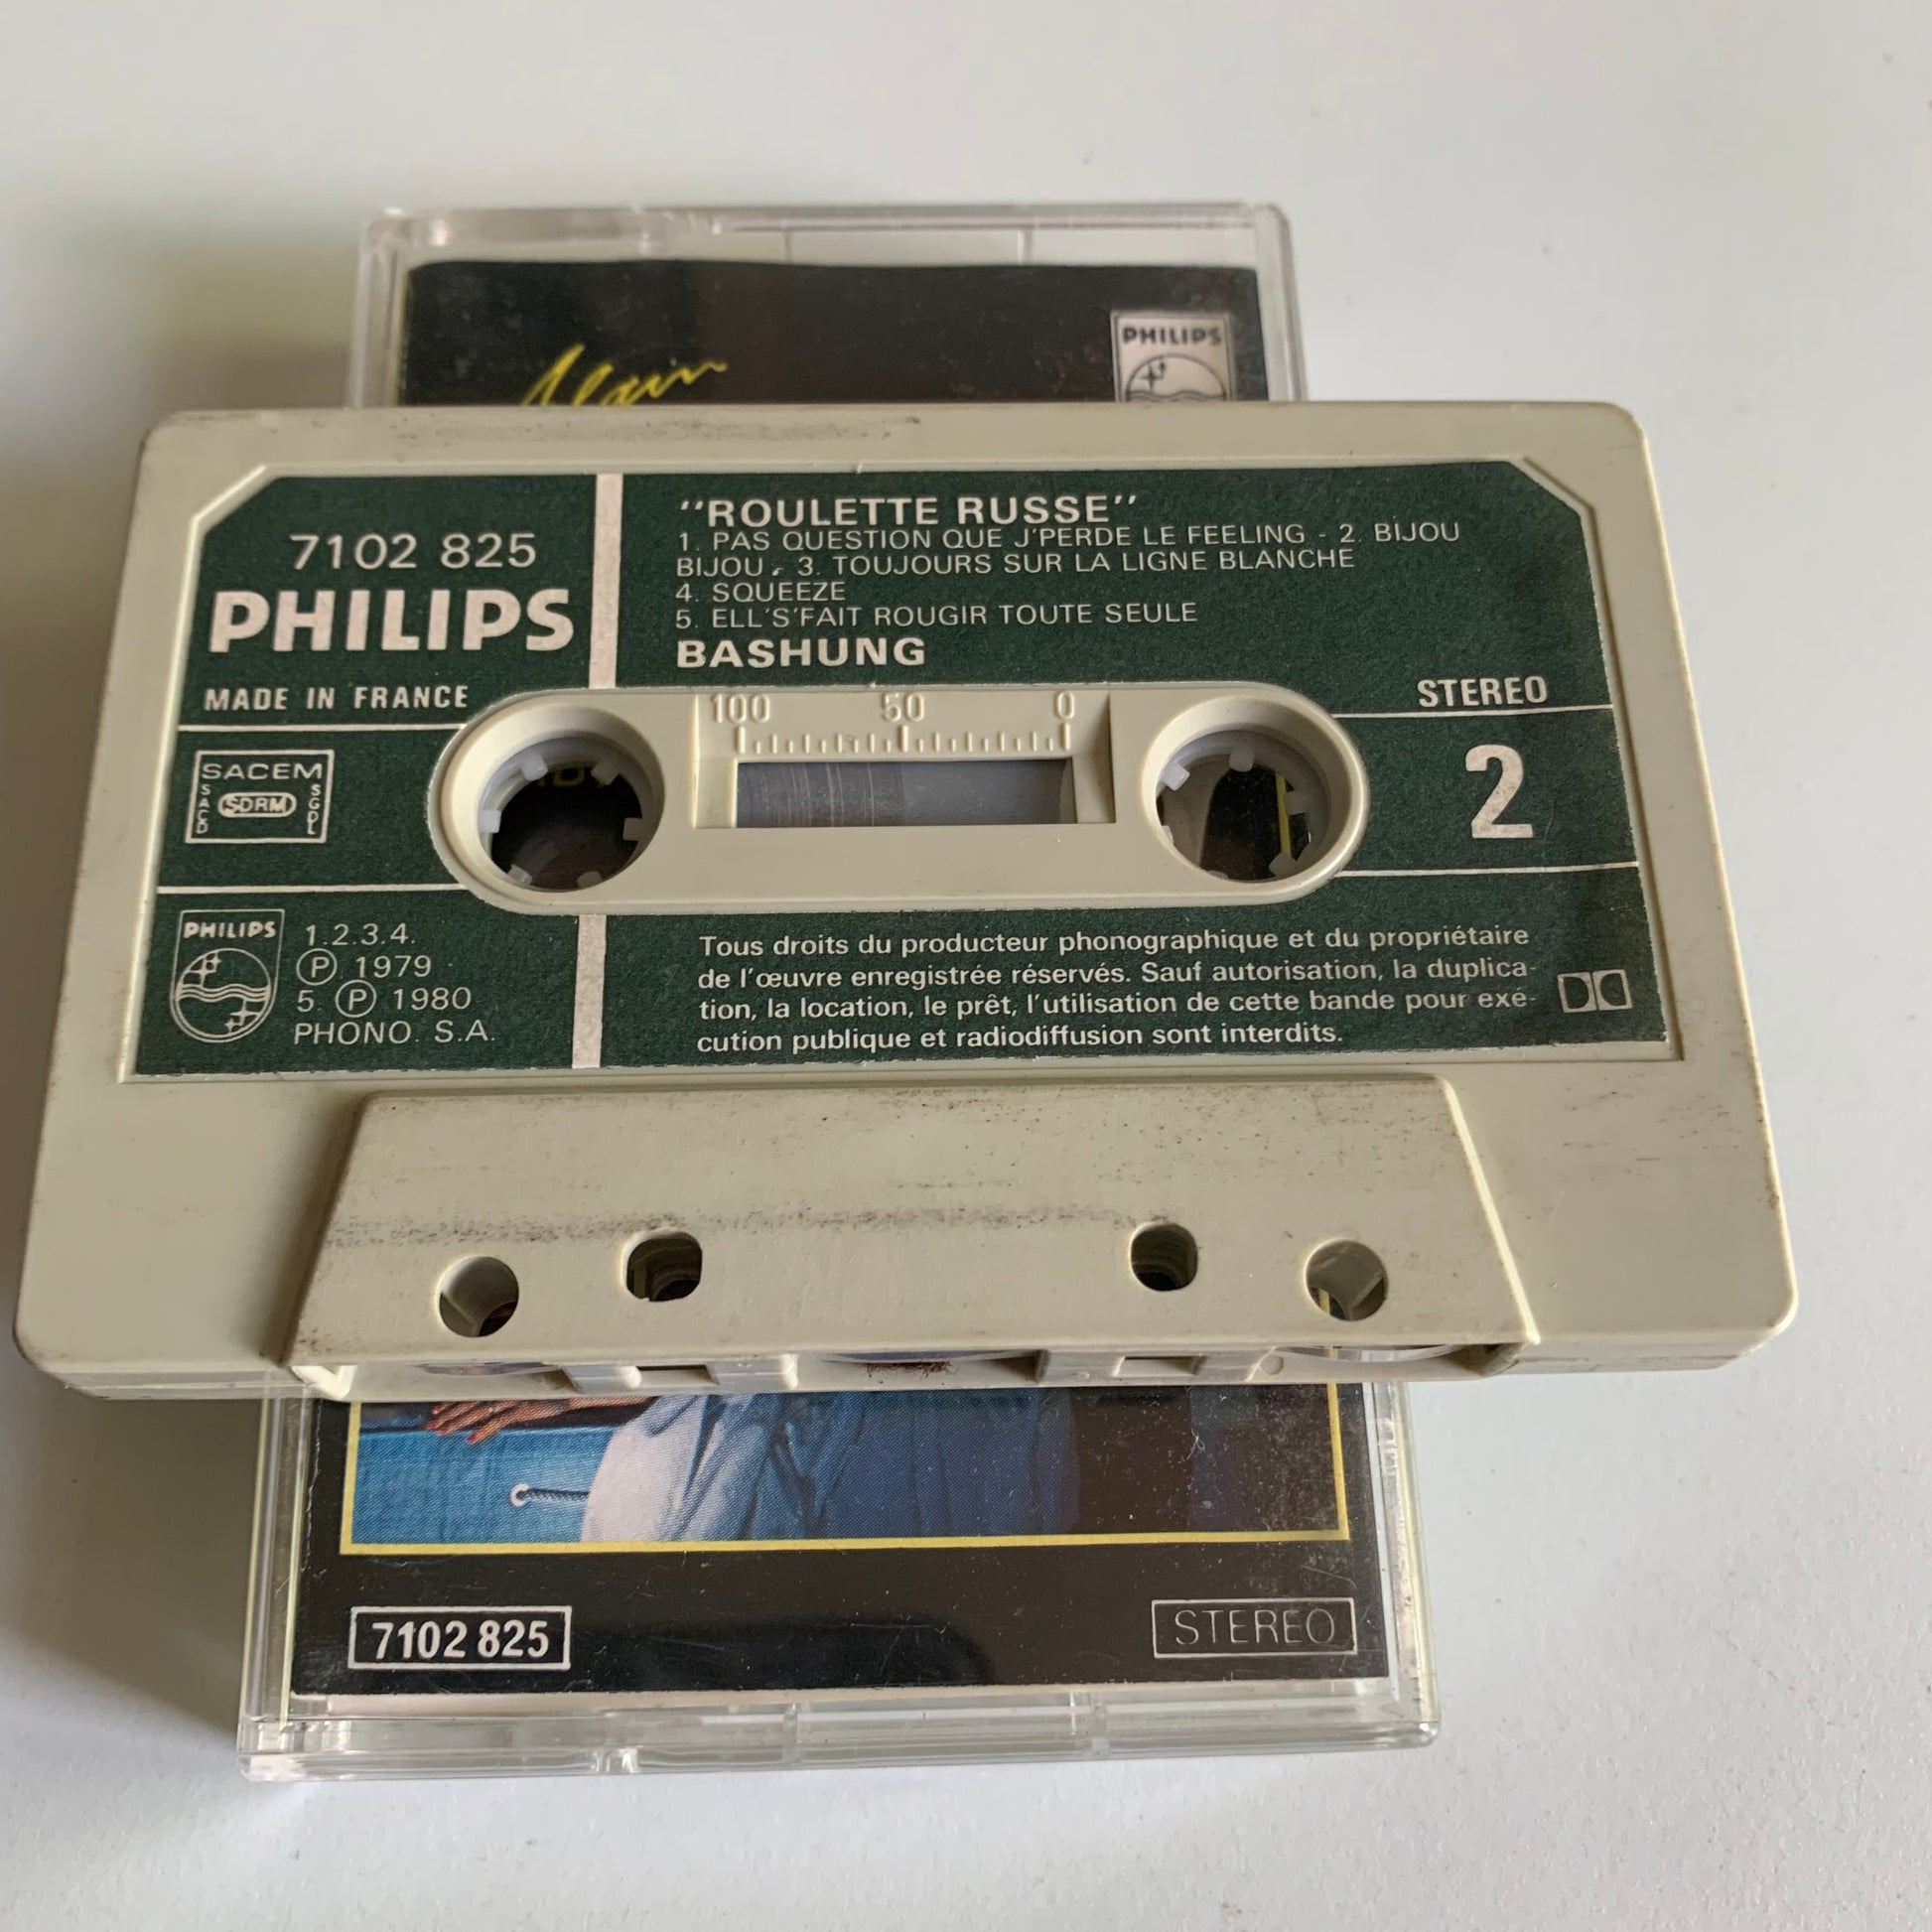 Alain
PHILIPS
7102 825
PHILIPS
MADE IN FRANCE
"ROULETTE RUSSE"
1. PAS QUESTION QUE J'PERDE LE FEELING - 2. BIJOU
BIJOU - 3. TOUJOURS SUR LA LIGNE BLANCHE
4. SQUEEZE
5. ELL'S'FAIT ROUGIR TOUTE SEULE
BASHUNG
100 50 0
STEREO
2
SACEM
SACD
SDRM
SGDL
PHILIPS
1.2.3.4.
Ⓟ 1979
5. Ⓟ 1980
PHONO. S.A.
Tous droits du producteur phonographique et du propriétaire
de l'œuvre enregistrée réservés. Sauf autorisation, la duplica-
tion, la location, le prêt, l'utilisation de cette bande pour exé-
cution publique et radiodiffusion sont interdits.
7102 825
STEREO